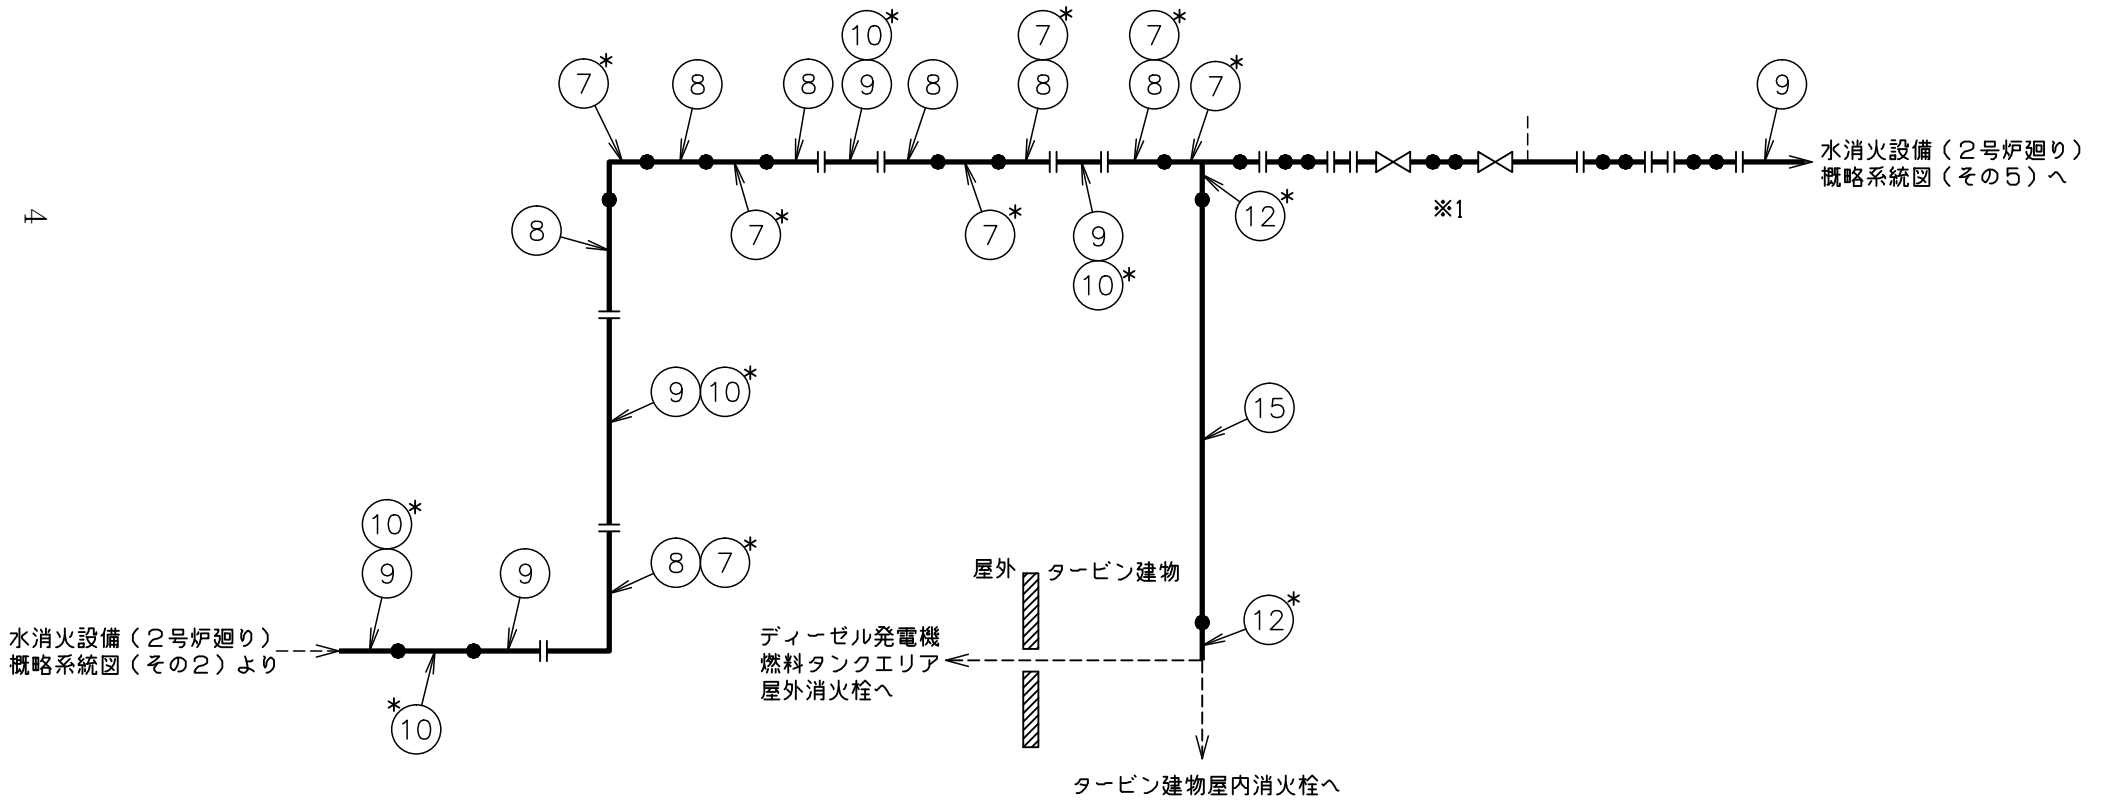 10*
7*
7*
7*
8
8
9
8
8
8
7*
9
水消火設備（２号炉廻り）
概略系統図（その５）へ
4
8
7*
7*
9
10*
12*
※1
9 10*
15
10*
9
9
8 7*
屋外
タービン建物
12*
水消火設備（２号炉廻り）
概略系統図（その２）より
ディーゼル発電機
燃料タンクエリア
屋外消火栓へ
*10
タービン建物屋内消火栓へ